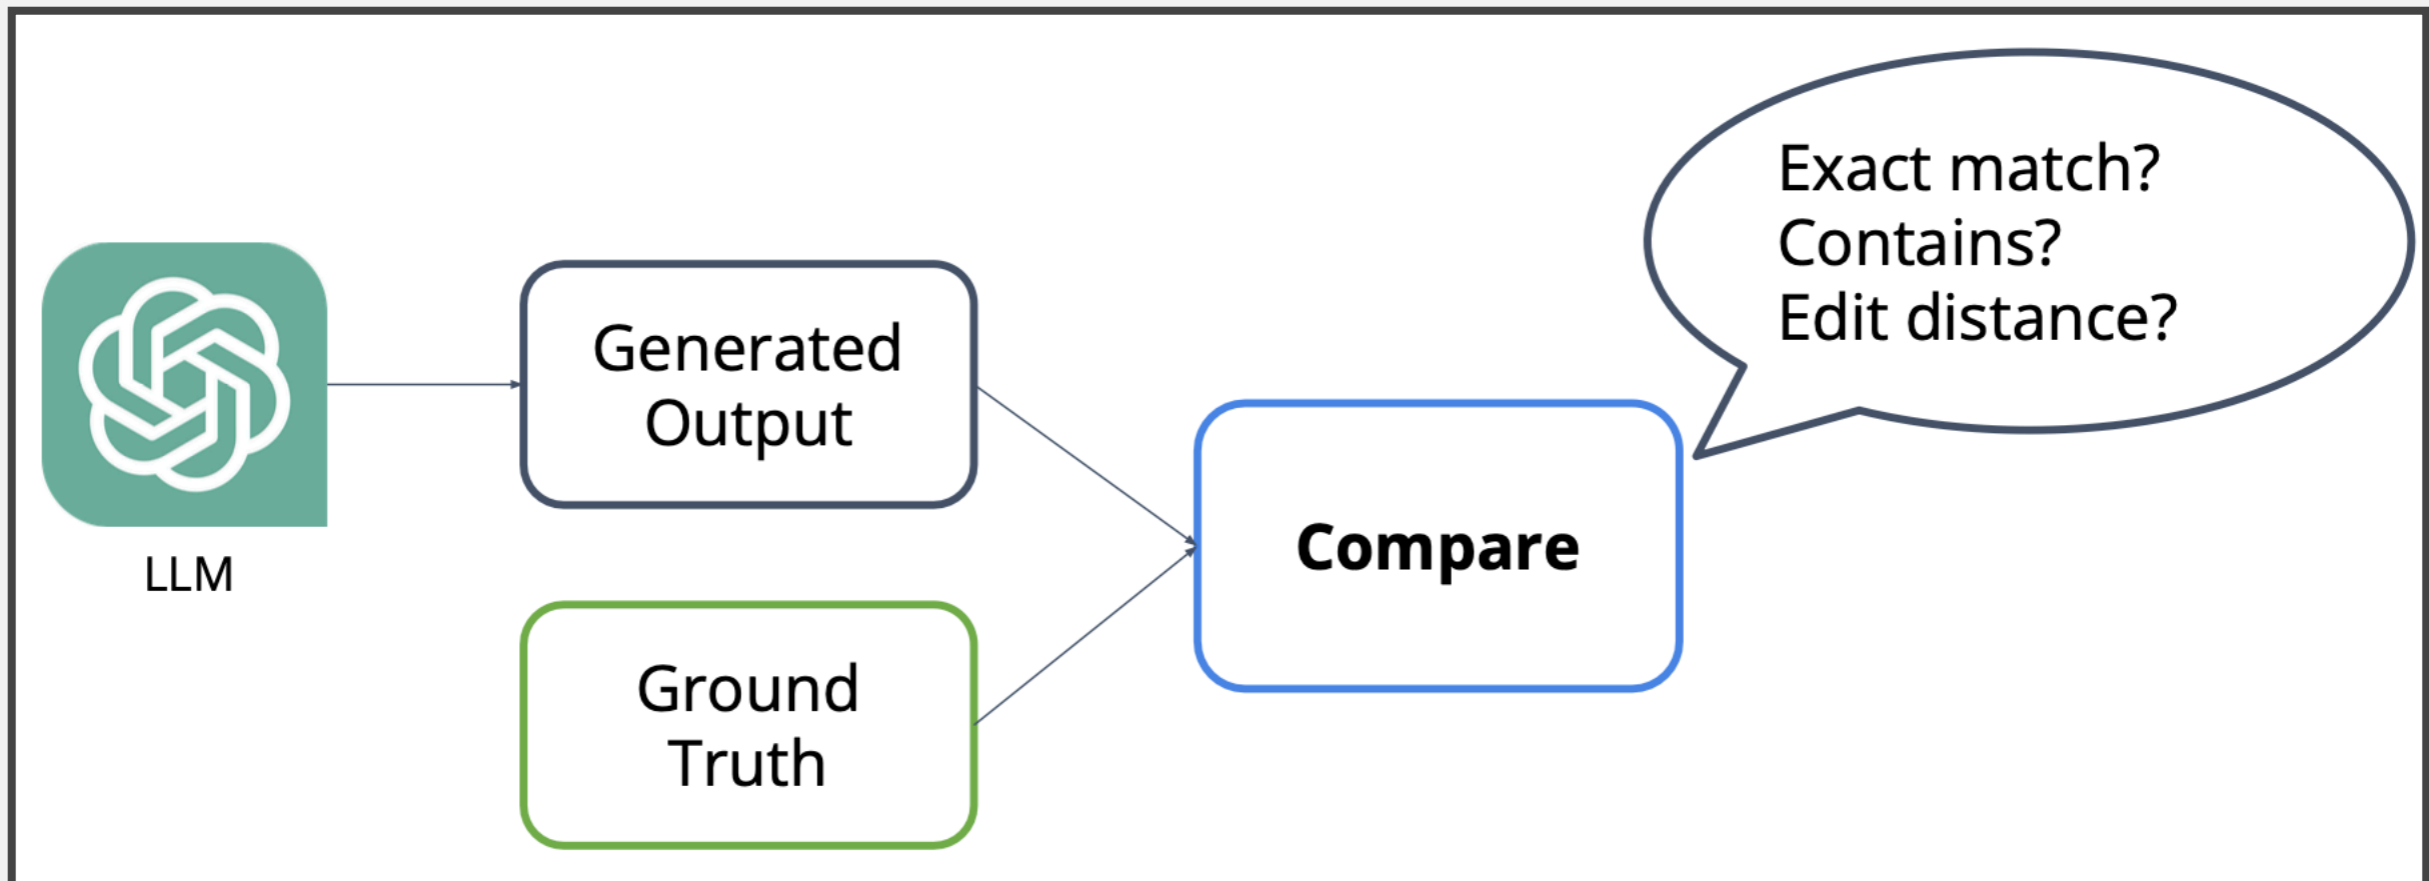 LLM
Generated
Output
Ground
Truth
Compare
Exact match?
Contains?
Edit distance?